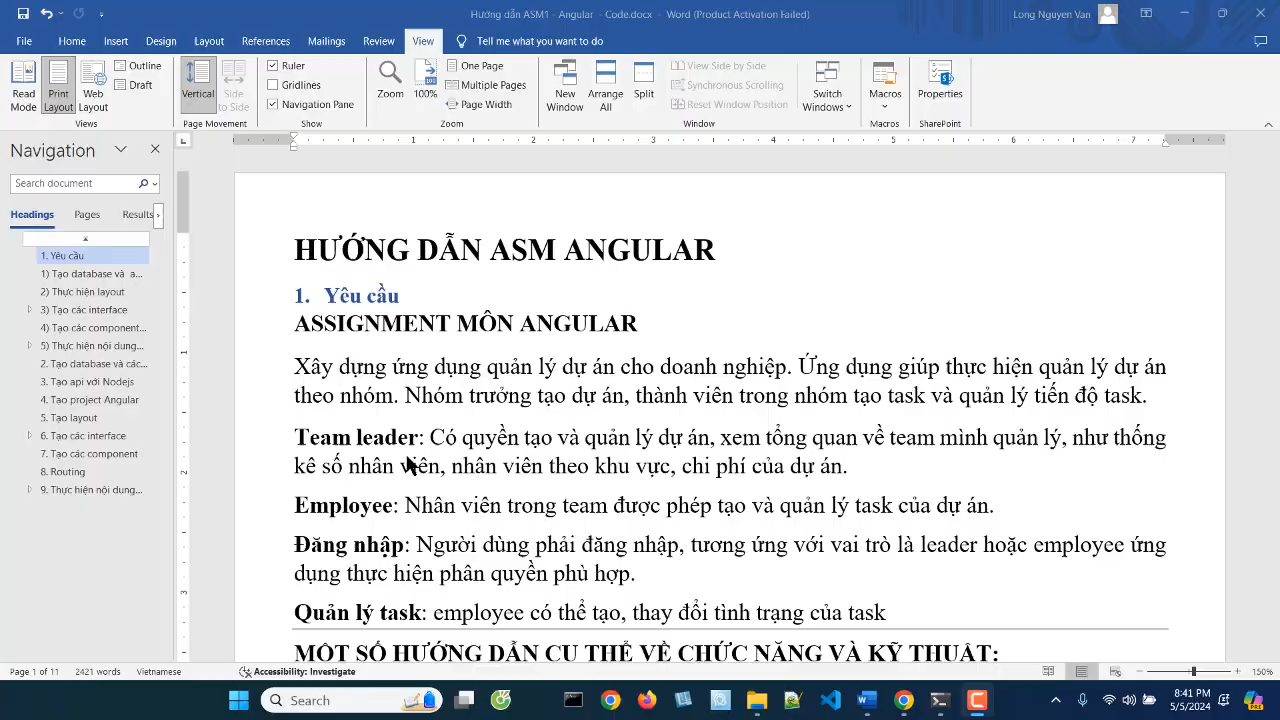 Hướng dẫn ASM1 - Angular - Code.docx - Word (Product Activation Failed)
Long Nguyen Van
File Home Insert Design Layout References Mailings Review View Tell me what you want to do
Read Mode
Print Layout
Web Layout
Outline
Draft
Views
Vertical
Side to Side
Page Movement
Ruler
Gridlines
Navigation Pane
Show
Zoom
100%
One Page
Multiple Pages
Page Width
Zoom
New Window
Arrange All
Split
View Side by Side
Synchronous Scrolling
Reset Window Position
Window
Switch Windows
Macros
Macros
Properties
SharePoint
Navigation
Search document
Headings Pages Results
1. Yêu cầu
1) Tạo database và a...
2) Thực hiện layout
3) Tạo các interface
4) Tạo các component...
5) Thực hiện nội dung...
2. Tạo database và các...
3. Tạo api với Nodejs
4. Tạo project Angular
5. Tạo layout
6. Tạo các interface
7. Tạo các component
8. Routing
9. Thực hiện nội dung...
1 2 3 4 5 6 7
1
2
3
HƯỚNG DẪN ASM ANGULAR
1. Yêu cầu
ASSIGNMENT MÔN ANGULAR
Xây dựng ứng dụng quản lý dự án cho doanh nghiệp. Ứng dụng giúp thực hiện quản lý dự án
theo nhóm. Nhóm trưởng tạo dự án, thành viên trong nhóm tạo task và quản lý tiến độ task.
Team leader: Có quyền tạo và quản lý dự án, xem tổng quan về team mình quản lý, như thống
kê số nhân viên, nhân viên theo khu vực, chi phí của dự án.
Employee: Nhân viên trong team được phép tạo và quản lý task của dự án.
Đăng nhập: Người dùng phải đăng nhập, tương ứng với vai trò là leader hoặc employee ứng
dụng thực hiện phân quyền phù hợp.
Quản lý task: employee có thể tạo, thay đổi tình trạng của task
MỘT SỐ HƯỚNG DẪN CỤ THỂ VỀ CHỨC NĂNG VÀ KỸ THUẬT:
Page 1 of 11 2421 words Vietnamese Accessibility: Investigate 150%
Search
8:41 PM
5/5/2024